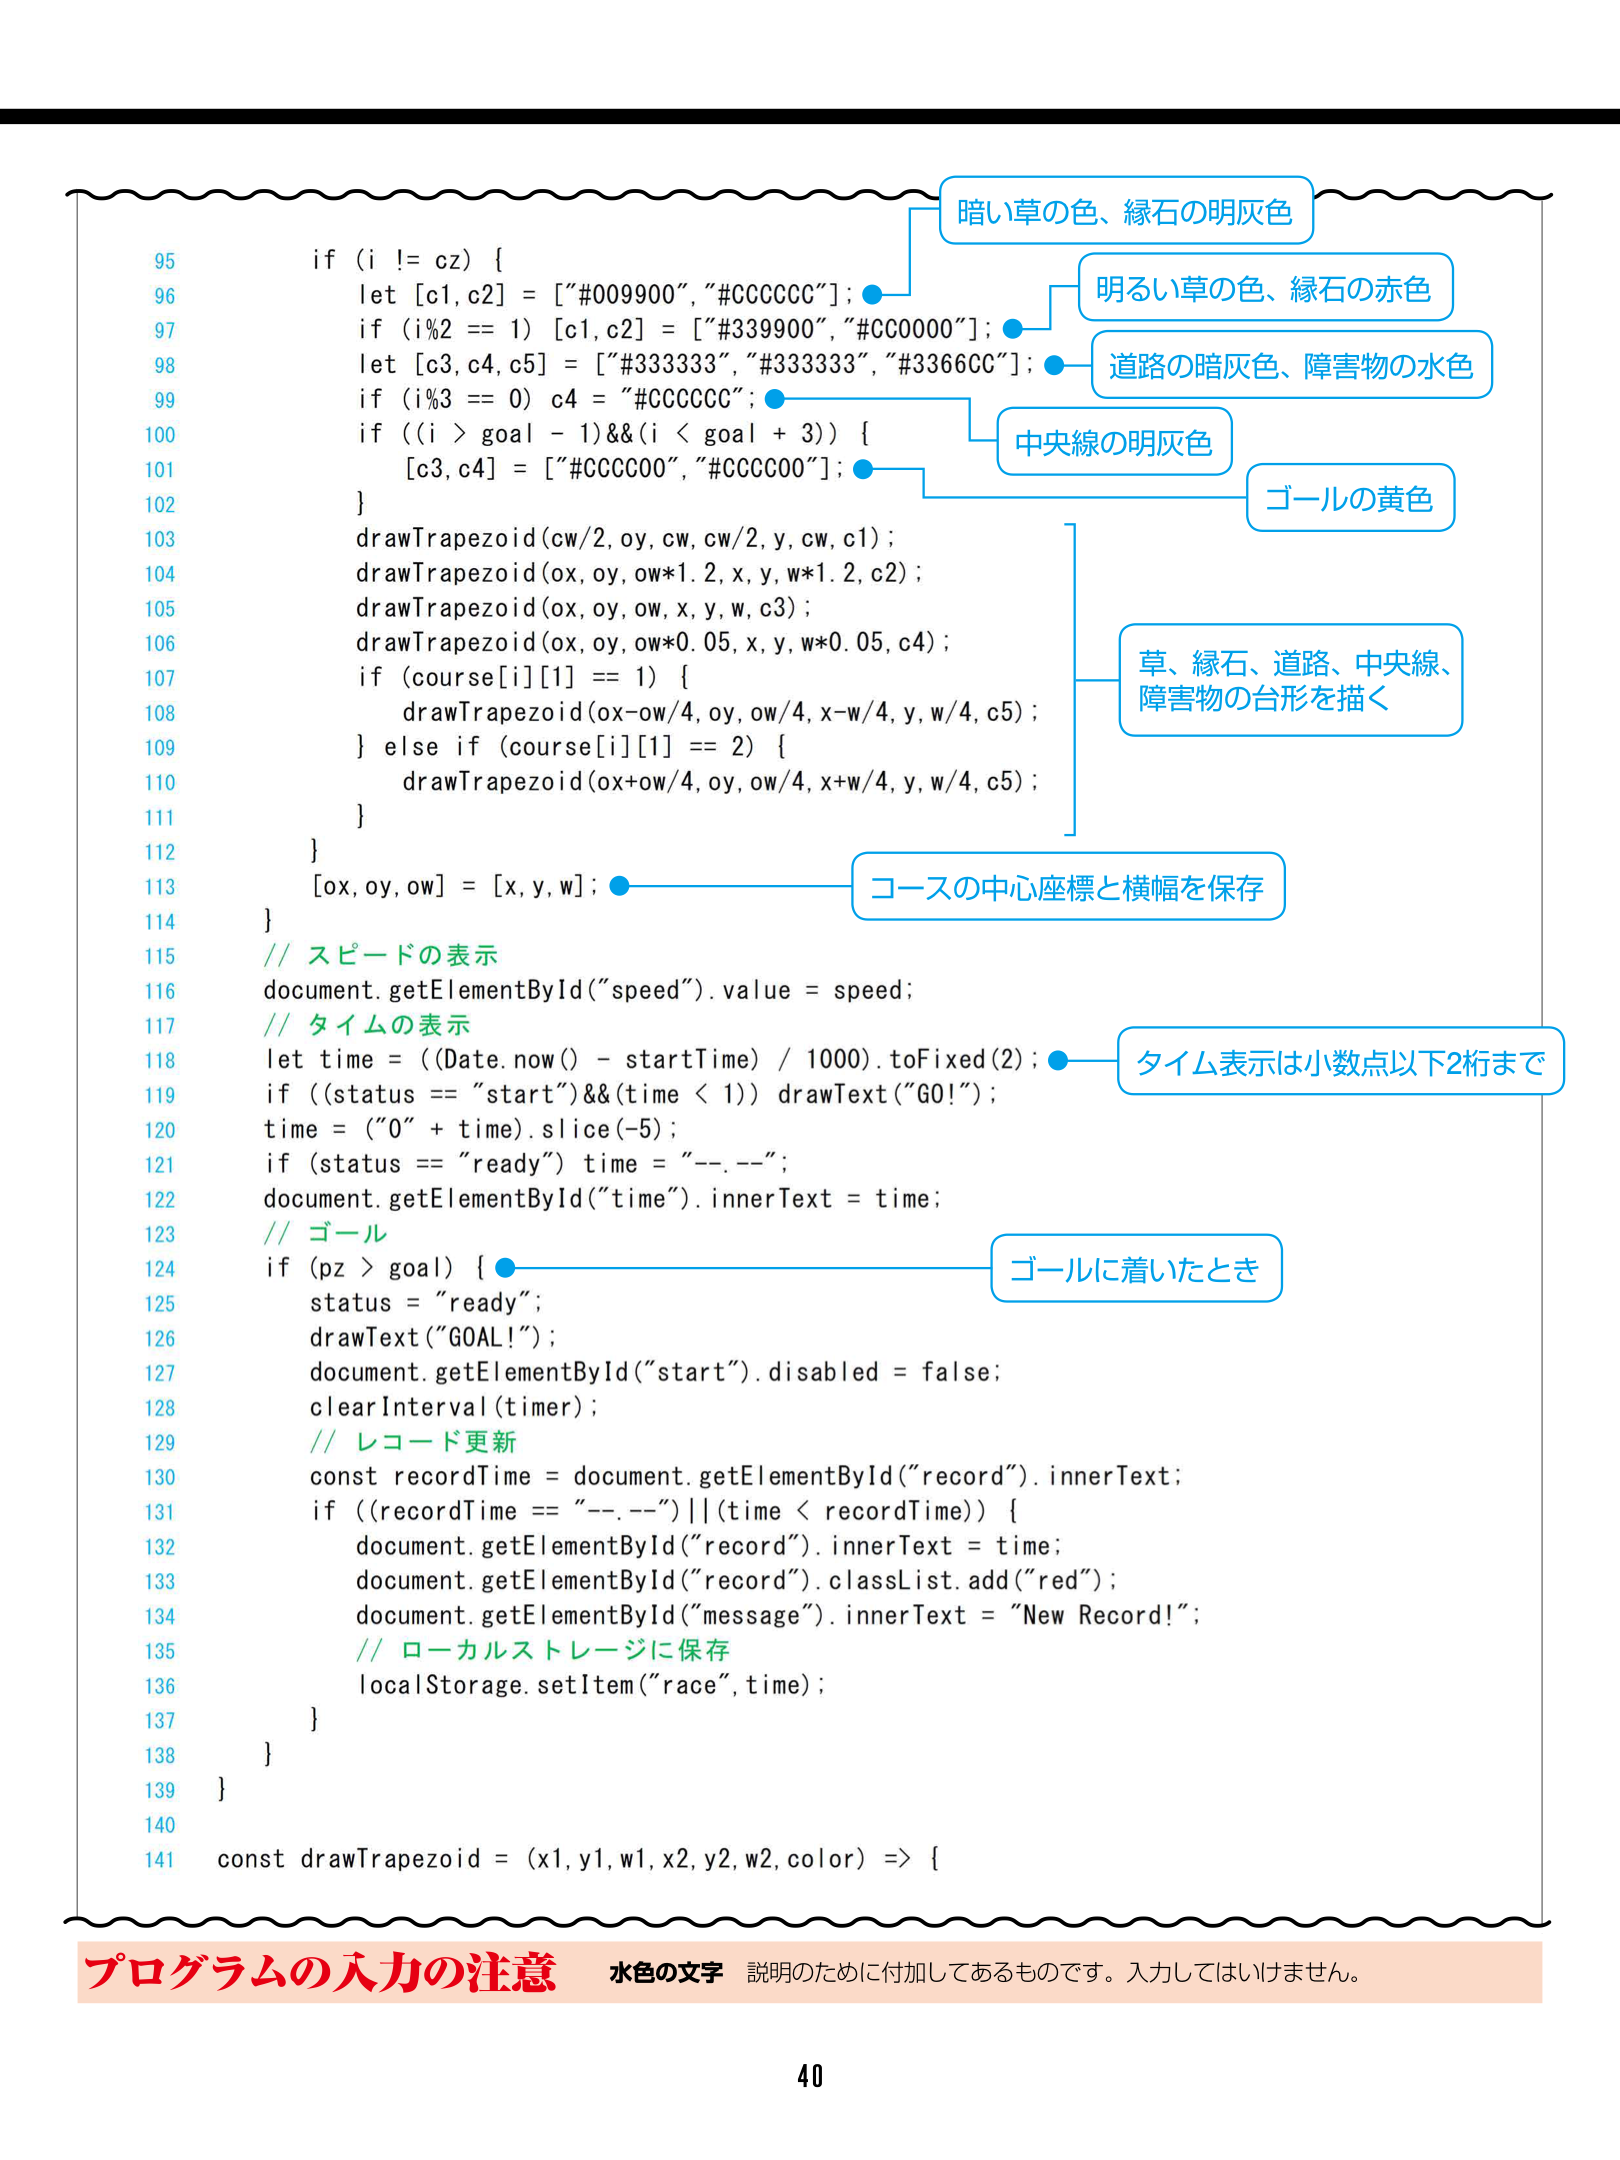 暗い草の色、縁石の明灰色
95 if (i != cz) {
明るい草の色、縁石の赤色
96 let [c1,c2] = ["#009900","#CCCCCC"];
97 if (i%2 == 1) [c1,c2] = ["#339900","#CC0000"];
98 let [c3,c4,c5] = ["#333333","#333333","#3366CC"];
道路の暗灰色、障害物の水色
99 if (i%3 == 0) c4 = "#CCCCCC";
100 if ((i > goal - 1)&&(i < goal + 3)) {
中央線の明灰色
101 [c3,c4] = ["#CCCC00","#CCCC00"];
ゴールの黄色
102 }
103 drawTrapezoid(cw/2,oy,cw,cw/2,y,cw,c1);
104 drawTrapezoid(ox,oy,ow*1.2,x,y,w*1.2,c2);
105 drawTrapezoid(ox,oy,ow,x,y,w,c3);
106 drawTrapezoid(ox,oy,ow*0.05,x,y,w*0.05,c4);
草、縁石、道路、中央線、
障害物の台形を描く
107 if (course[i][1] == 1) {
108 drawTrapezoid(ox-ow/4,oy,ow/4,x-w/4,y,w/4,c5);
109 } else if (course[i][1] == 2) {
110 drawTrapezoid(ox+ow/4,oy,ow/4,x+w/4,y,w/4,c5);
111 }
112 }
113 [ox,oy,ow] = [x,y,w];
コースの中心座標と横幅を保存
114 }
115 // スピードの表示
116 document.getElementById("speed").value = speed;
117 // タイムの表示
118 let time = ((Date.now() - startTime) / 1000).toFixed(2);
タイム表示は小数点以下2桁まで
119 if ((status == "start")&&(time < 1)) drawText("GO!");
120 time = ("0" + time).slice(-5);
121 if (status == "ready") time = "--.--";
122 document.getElementById("time").innerText = time;
123 // ゴール
124 if (pz > goal) {
ゴールに着いたとき
125 status = "ready";
126 drawText("GOAL!");
127 document.getElementById("start").disabled = false;
128 clearInterval(timer);
129 // レコード更新
130 const recordTime = document.getElementById("record").innerText;
131 if ((recordTime == "--.--")||(time < recordTime)) {
132 document.getElementById("record").innerText = time;
133 document.getElementById("record").classList.add("red");
134 document.getElementById("message").innerText = "New Record!";
135 // ローカルストレージに保存
136 localStorage.setItem("race",time);
137 }
138 }
139 }
140
141 const drawTrapezoid = (x1,y1,w1,x2,y2,w2,color) => {
プログラムの入力の注意 水色の文字 説明のために付加してあるものです。入力してはいけません。
40